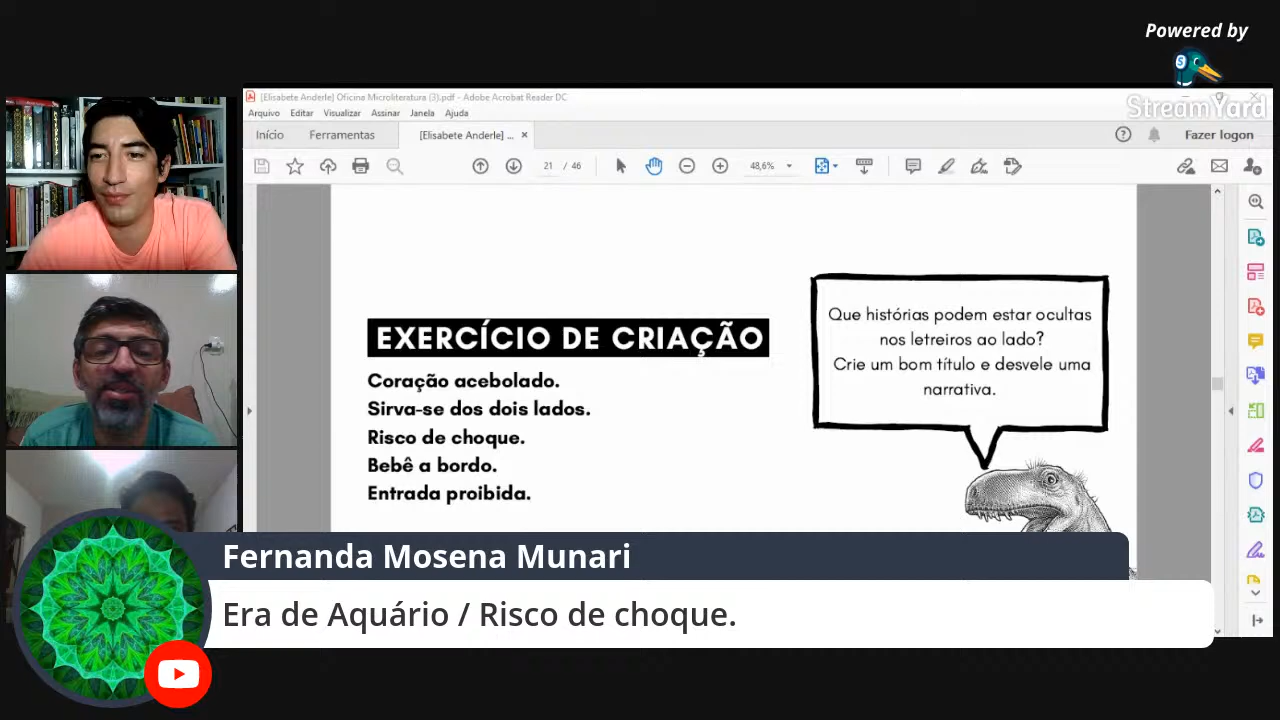 Powered by
StreamYard
[Elisabete Anderle] Oficina Microliteratura (3).pdf - Adobe Acrobat Reader DC
Arquivo Editar Visualizar Assinar Janela Ajuda
Início Ferramentas [Elisabete Anderle] ... × Fazer logon
21 / 46 48,6%
EXERCÍCIO DE CRIAÇÃO
Coração acebolado.
Sirva-se dos dois lados.
Risco de choque.
Bebê a bordo.
Entrada proibida.
Que histórias podem estar ocultas
nos letreiros ao lado?
Crie um bom título e desvele uma
narrativa.
Fernanda Mosena Munari
Era de Aquário / Risco de choque.